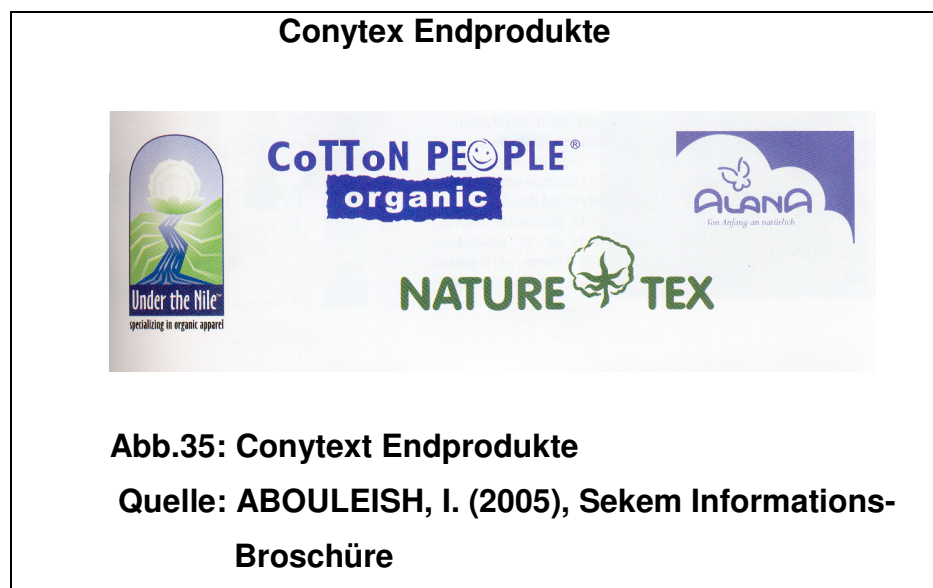 Conytex Endprodukte
CoTToN PEOPLE®
organic
ALANA
Von Anfang an natürlich
NATURE TEX
Under the Nile™
specializing in organic apparel
Abb.35: Conytext Endprodukte
Quelle: ABOULEISH, I. (2005), Sekem Informations-
Broschüre